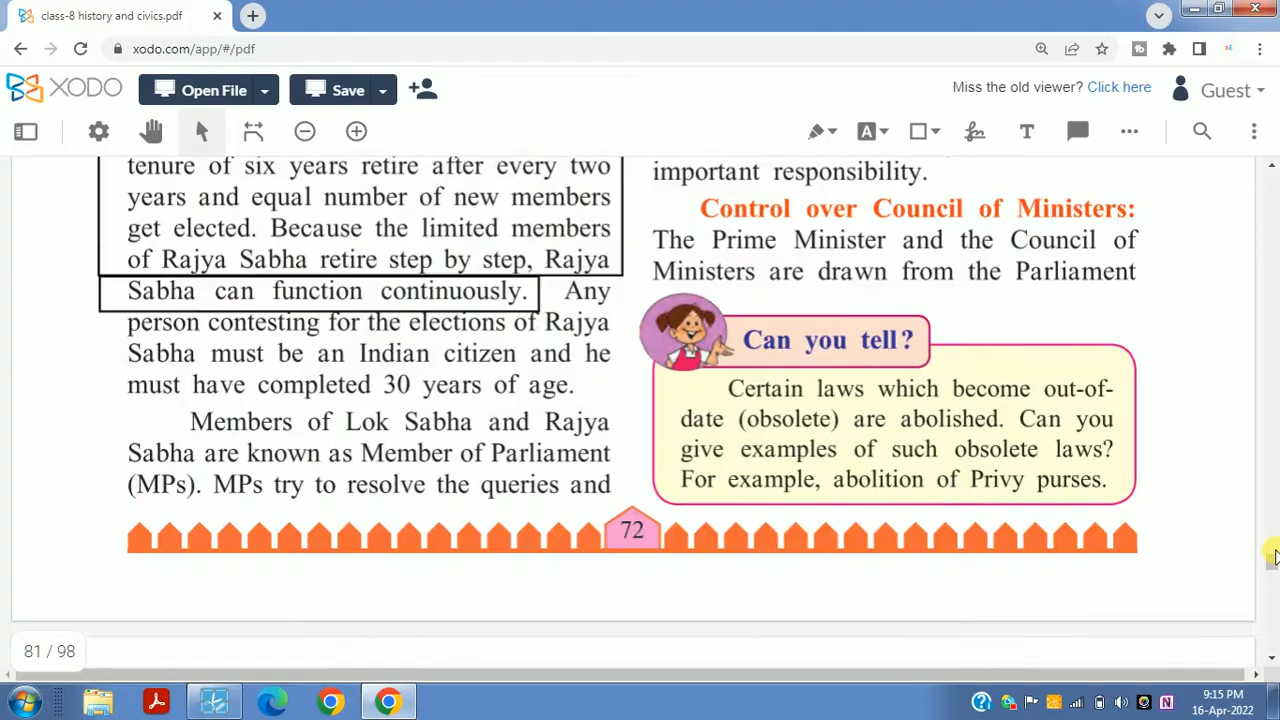 class-8 history and civics.pdf
xodo.com/app/#/pdf
XODO
Open File
Save
Miss the old viewer? Click here
Guest
tenure of six years retire after every two
years and equal number of new members
get elected. Because the limited members
of Rajya Sabha retire step by step, Rajya
Sabha can function continuously. Any
person contesting for the elections of Rajya
Sabha must be an Indian citizen and he
must have completed 30 years of age.
Members of Lok Sabha and Rajya
Sabha are known as Member of Parliament
(MPs). MPs try to resolve the queries and
important responsibility.
Control over Council of Ministers:
The Prime Minister and the Council of
Ministers are drawn from the Parliament
Can you tell?
Certain laws which become out-of-
date (obsolete) are abolished. Can you
give examples of such obsolete laws?
For example, abolition of Privy purses.
72
81 / 98
9:15 PM
16-Apr-2022